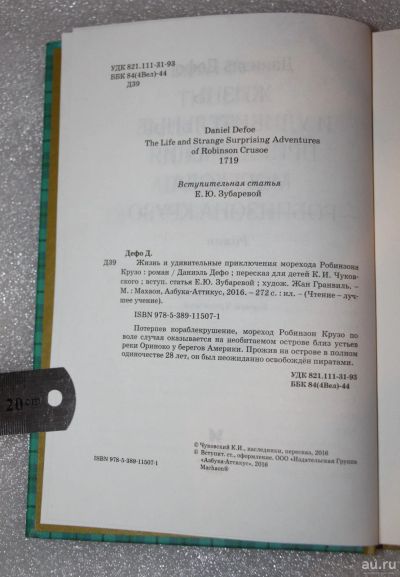 УДК 821.111-31-93
ББК 84(4Вел)-44
Д39
Daniel Defoe
The Life and Strange Surprising Adventures
of Robinson Crusoe
1719
Вступительная статья
Е. Ю. Зубаревой
Дефо Д.
Д39 Жизнь и удивительные приключения морехода Робинзона
Крузо : роман / Даниэль Дефо ; пересказ для детей К. И. Чуков-
ского ; вступ. статья Е.Ю. Зубаревой ; худож. Жан Гранвиль. –
М. : Махаон, Азбука-Аттикус, 2016. – 272 с. : ил. – (Чтение – луч-
шее учение).
ISBN 978-5-389-11507-1
Потерпев кораблекрушение, мореход Робинзон Крузо по
воле случая оказывается на необитаемом острове близ устьев
реки Ориноко у берегов Америки. Прожив на острове в полном
одиночестве 28 лет, он был неожиданно освобождён пиратами.
УДК 821.111-31-93
ББК 84(4Вел)-44
20 cm
© Чуковский К.И., наследники, пересказ, 2016
© Вступит. ст., оформление. ООО «Издательская Группа
«Азбука-Аттикус», 2016
Machaon®
ISBN 978-5-389-11507-1
au.ru